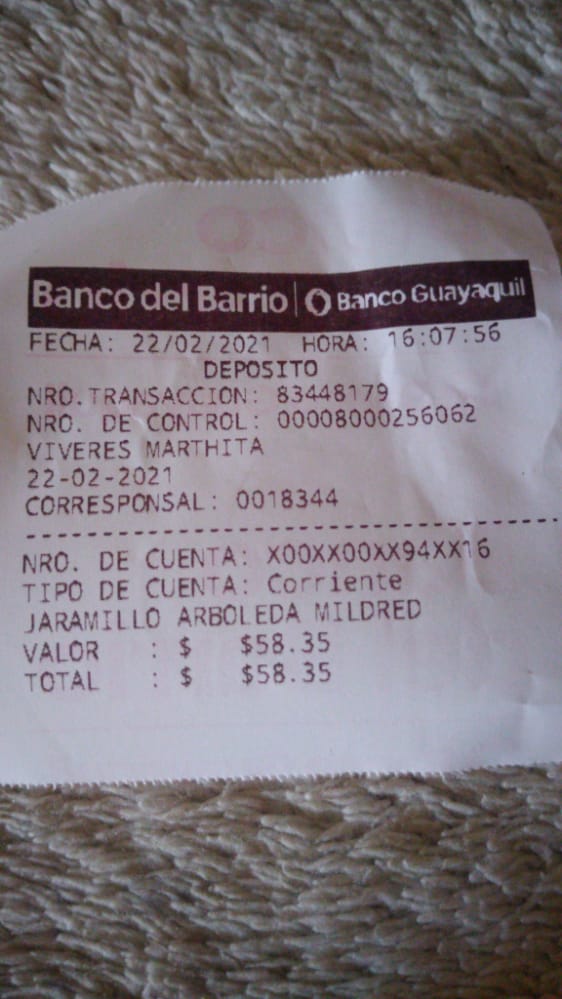 Banco del Barrio | Banco Guayaquil
FECHA: 22/02/2021 HORA: 16:07:56
DEPOSITO
NRO.TRANSACCION: 83448179
NRO. DE CONTROL: 00008000256062
VIVERES MARTHITA
22-02-2021
CORRESPONSAL: 0018344
NRO. DE CUENTA: X00XX00XX94XX16
TIPO DE CUENTA: Corriente
JARAMILLO ARBOLEDA MILDRED
VALOR : $ $58.35
TOTAL : $ $58.35